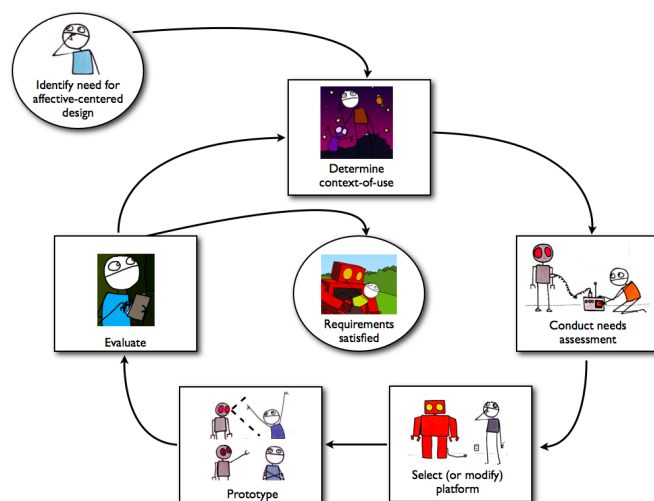 Identify need for
affective-centered
design
Determine
context-of-use
Conduct needs
assessment
Select (or modify)
platform
Prototype
Evaluate
Requirements
satisfied